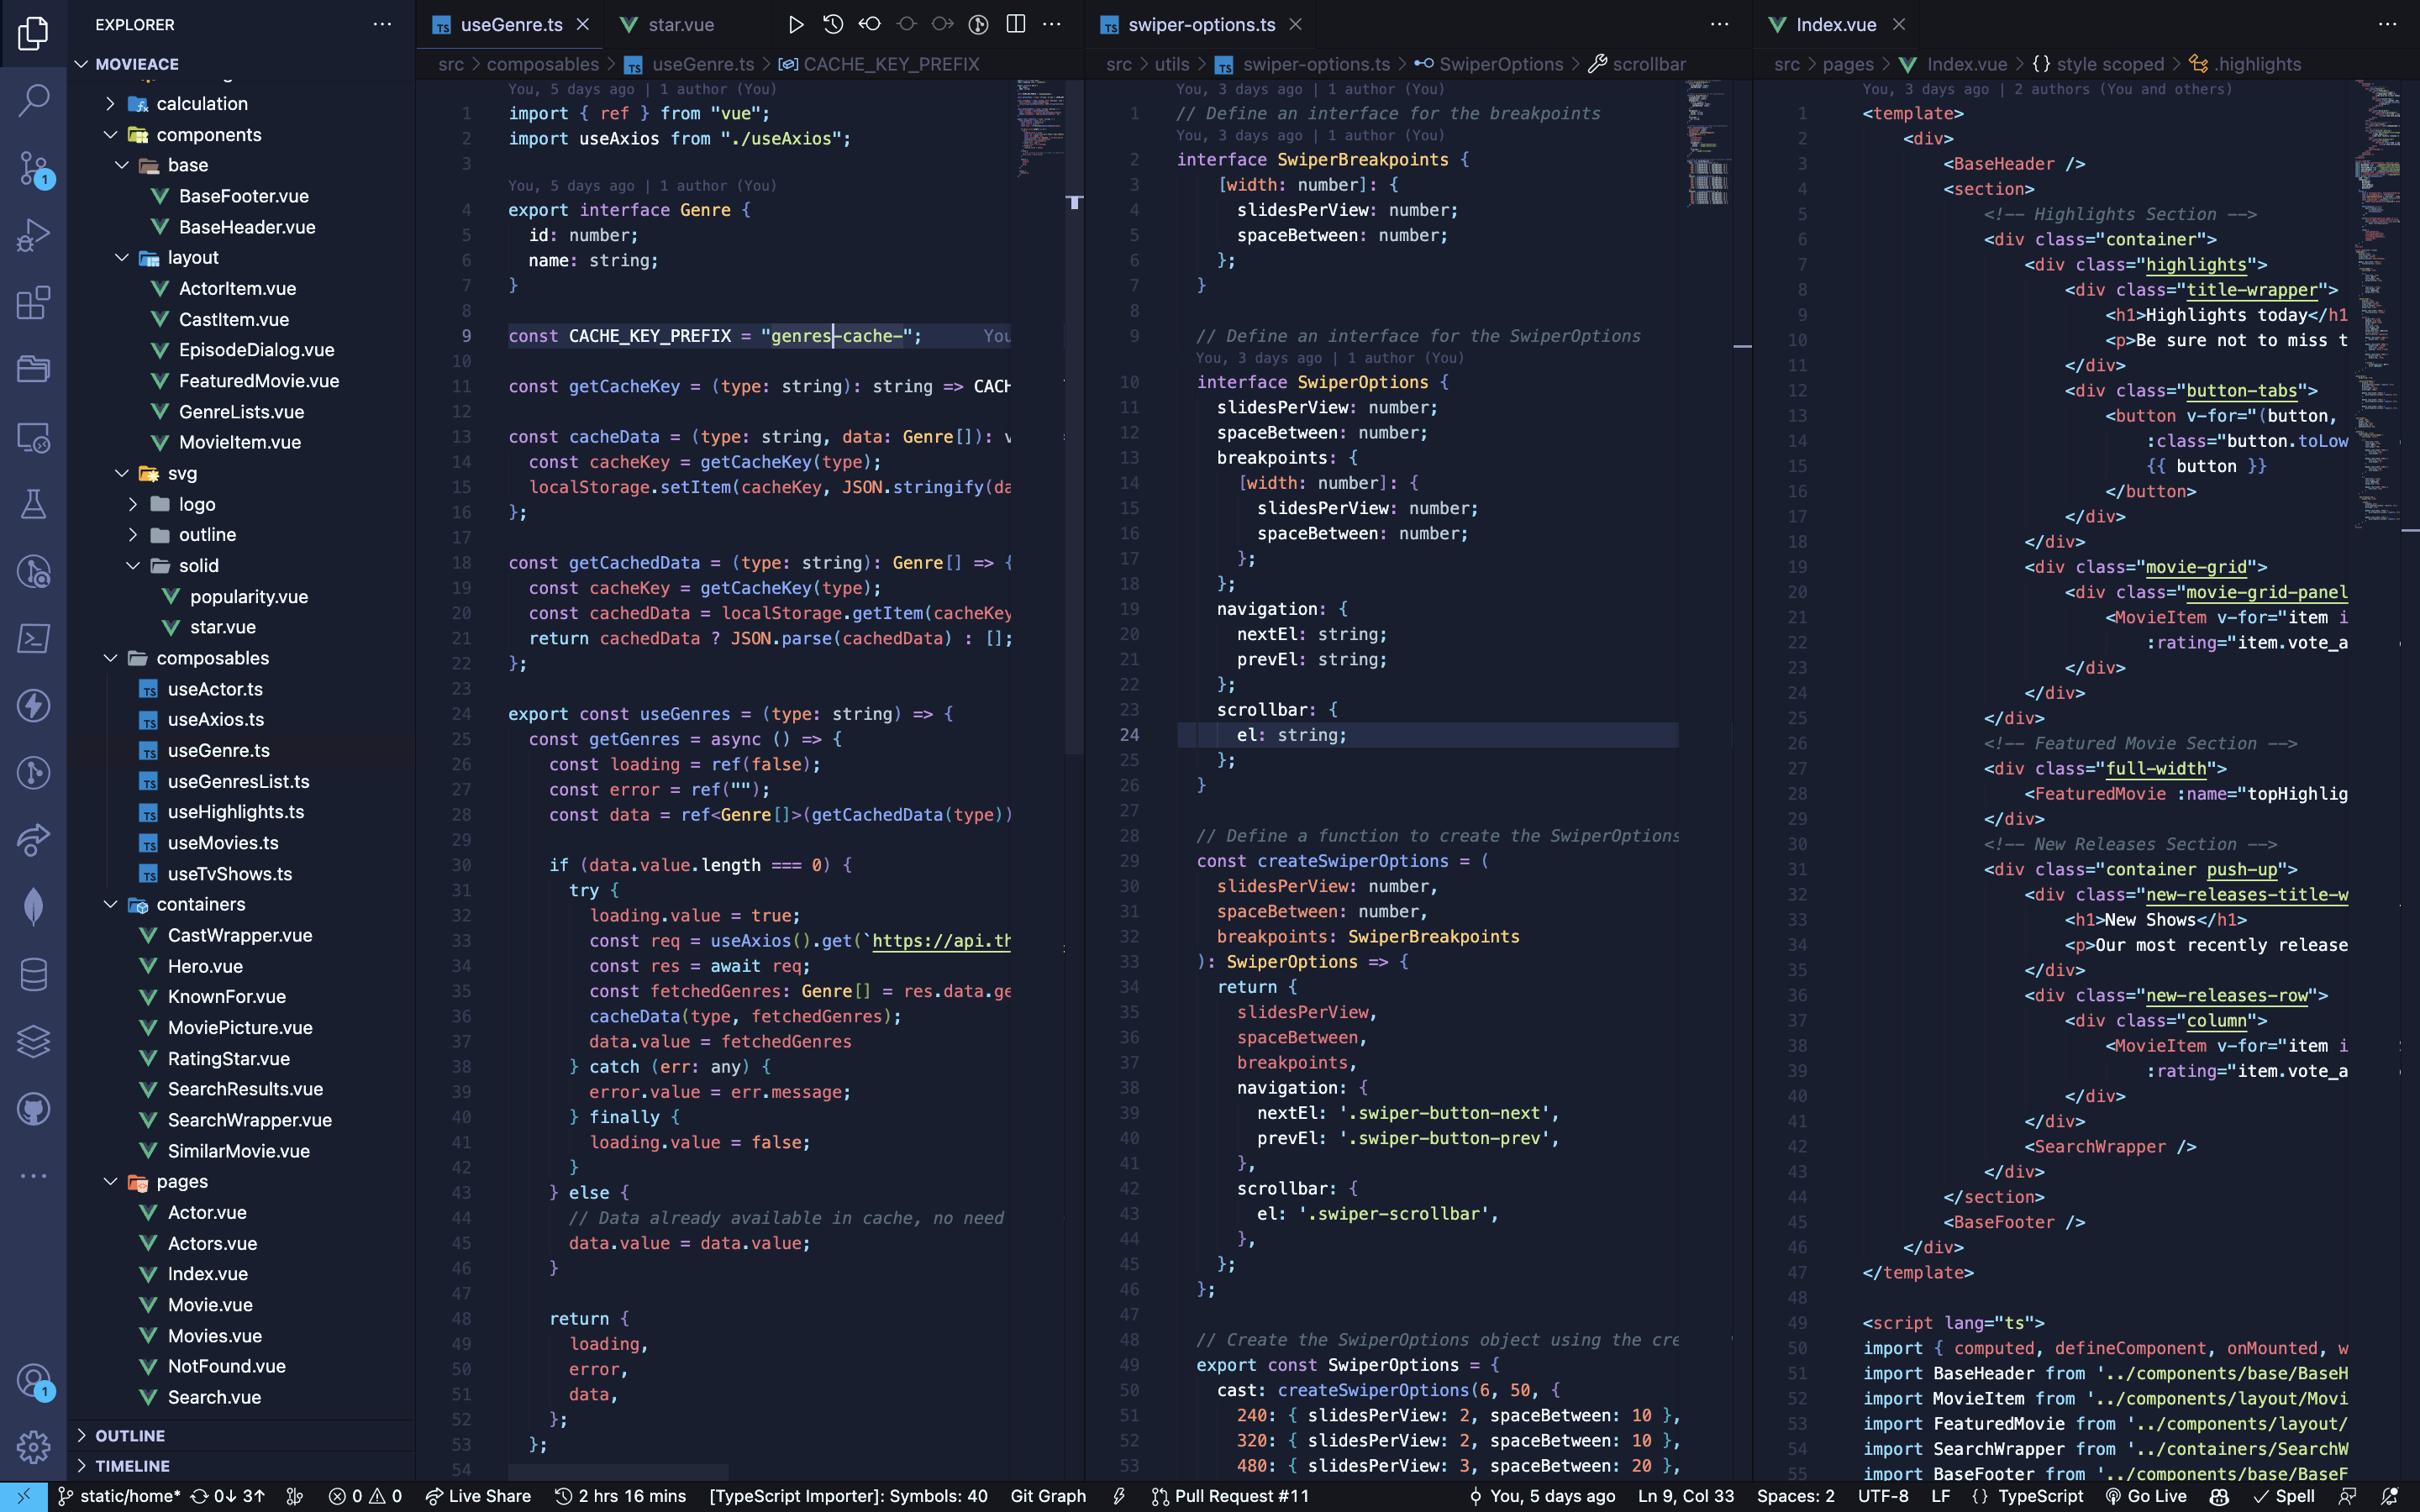 EXPLORER
MOVIEACE
calculation
components
base
BaseFooter.vue
BaseHeader.vue
layout
ActorItem.vue
CastItem.vue
EpisodeDialog.vue
FeaturedMovie.vue
GenreLists.vue
MovieItem.vue
svg
logo
outline
solid
popularity.vue
star.vue
composables
TS useActor.ts
TS useAxios.ts
TS useGenre.ts
TS useGenresList.ts
TS useHighlights.ts
TS useMovies.ts
TS useTvShows.ts
containers
CastWrapper.vue
Hero.vue
KnownFor.vue
MoviePicture.vue
RatingStar.vue
SearchResults.vue
SearchWrapper.vue
SimilarMovie.vue
pages
Actor.vue
Actors.vue
Index.vue
Movie.vue
Movies.vue
NotFound.vue
Search.vue
OUTLINE
TIMELINE
1
1
TS useGenre.ts
star.vue
src > composables > TS useGenre.ts > CACHE_KEY_PREFIX
You, 5 days ago | 1 author (You)
1 import { ref } from "vue";
2 import useAxios from "./useAxios";
3
You, 5 days ago | 1 author (You)
4 export interface Genre {
5 id: number;
6 name: string;
7 }
8
9 const CACHE_KEY_PREFIX = "genres-cache-"; You
10
11 const getCacheKey = (type: string): string => CACH
12
13 const cacheData = (type: string, data: Genre[]): v
14 const cacheKey = getCacheKey(type);
15 localStorage.setItem(cacheKey, JSON.stringify(da
16 };
17
18 const getCachedData = (type: string): Genre[] => {
19 const cacheKey = getCacheKey(type);
20 const cachedData = localStorage.getItem(cacheKey
21 return cachedData ? JSON.parse(cachedData) : [];
22 };
23
24 export const useGenres = (type: string) => {
25 const getGenres = async () => {
26 const loading = ref(false);
27 const error = ref("");
28 const data = ref<Genre[]>(getCachedData(type))
29
30 if (data.value.length === 0) {
31 try {
32 loading.value = true;
33 const req = useAxios().get(`https://api.th
34 const res = await req;
35 const fetchedGenres: Genre[] = res.data.ge
36 cacheData(type, fetchedGenres);
37 data.value = fetchedGenres
38 } catch (err: any) {
39 error.value = err.message;
40 } finally {
41 loading.value = false;
42 }
43 } else {
44 // Data already available in cache, no need
45 data.value = data.value;
46 }
47
48 return {
49 loading,
50 error,
51 data,
52 };
53 };
54
TS swiper-options.ts
src > utils > TS swiper-options.ts > SwiperOptions > scrollbar
You, 3 days ago | 1 author (You)
1 // Define an interface for the breakpoints
You, 3 days ago | 1 author (You)
2 interface SwiperBreakpoints {
3 [width: number]: {
4 slidesPerView: number;
5 spaceBetween: number;
6 };
7 }
8
9 // Define an interface for the SwiperOptions
You, 3 days ago | 1 author (You)
10 interface SwiperOptions {
11 slidesPerView: number;
12 spaceBetween: number;
13 breakpoints: {
14 [width: number]: {
15 slidesPerView: number;
16 spaceBetween: number;
17 };
18 };
19 navigation: {
20 nextEl: string;
21 prevEl: string;
22 };
23 scrollbar: {
24 el: string;
25 };
26 }
27
28 // Define a function to create the SwiperOptions
29 const createSwiperOptions = (
30 slidesPerView: number,
31 spaceBetween: number,
32 breakpoints: SwiperBreakpoints
33 ): SwiperOptions => {
34 return {
35 slidesPerView,
36 spaceBetween,
37 breakpoints,
38 navigation: {
39 nextEl: '.swiper-button-next',
40 prevEl: '.swiper-button-prev',
41 },
42 scrollbar: {
43 el: '.swiper-scrollbar',
44 },
45 };
46 };
47
48 // Create the SwiperOptions object using the cre
49 export const SwiperOptions = {
50 cast: createSwiperOptions(6, 50, {
51 240: { slidesPerView: 2, spaceBetween: 10 },
52 320: { slidesPerView: 2, spaceBetween: 10 },
53 480: { slidesPerView: 3, spaceBetween: 20 },
Index.vue
src > pages > Index.vue > {} style scoped > .highlights
You, 3 days ago | 2 authors (You and others)
1 <template>
2 <div>
3 <BaseHeader />
4 <section>
5 <!-- Highlights Section -->
6 <div class="container">
7 <div class="highlights">
8 <div class="title-wrapper">
9 <h1>Highlights today</h1
10 <p>Be sure not to miss t
11 </div>
12 <div class="button-tabs">
13 <button v-for="(button,
14 :class="button.toLow
15 {{ button }}
16 </button>
17 </div>
18 </div>
19 <div class="movie-grid">
20 <div class="movie-grid-panel
21 <MovieItem v-for="item i
22 :rating="item.vote_a
23 </div>
24 </div>
25 </div>
26 <!-- Featured Movie Section -->
27 <div class="full-width">
28 <FeaturedMovie :name="topHighlig
29 </div>
30 <!-- New Releases Section -->
31 <div class="container push-up">
32 <div class="new-releases-title-w
33 <h1>New Shows</h1>
34 <p>Our most recently release
35 </div>
36 <div class="new-releases-row">
37 <div class="column">
38 <MovieItem v-for="item i
39 :rating="item.vote_a
40 </div>
41 </div>
42 <SearchWrapper />
43 </div>
44 </section>
45 <BaseFooter />
46 </div>
47 </template>
48
49 <script lang="ts">
50 import { computed, defineComponent, onMounted, w
51 import BaseHeader from '../components/base/BaseH
52 import MovieItem from '../components/layout/Movi
53 import FeaturedMovie from '../components/layout/
54 import SearchWrapper from '../containers/SearchW
55 import BaseFooter from '../components/base/BaseF
static/home* 0↓ 3↑ 0 0 Live Share 2 hrs 16 mins [TypeScript Importer]: Symbols: 40 Git Graph Pull Request #11 You, 5 days ago Ln 9, Col 33 Spaces: 2 UTF-8 LF {} TypeScript Go Live Spell